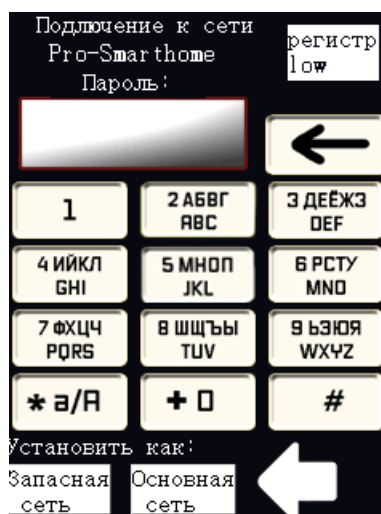 Подлючение к сети
Pro-Smarthome
Пароль:
регистр
low
1
2 АБВГ
ABC
3 ДЕЁЖЗ
DEF
4 ИЙКЛ
GHI
5 МНОП
JKL
6 РСТУ
MNO
7 ФХЦЧ
PQRS
8 ШЩЪЫ
TUV
9 ЬЭЮЯ
WXYZ
* a/A
+ 0
#
Установить как:
Запасная
сеть
Основная
сеть